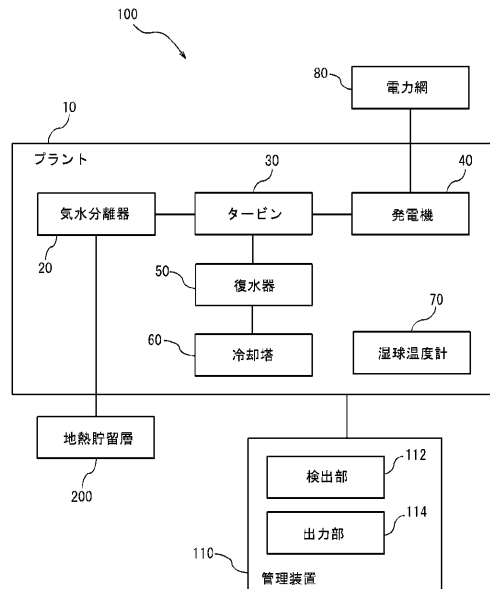 100
80
電力網
10
プラント
30
40
気水分離器
タービン
発電機
20
50
復水器
70
60
冷却塔
湿球温度計
地熱貯留層
200
検出部
112
出力部
114
110
管理装置